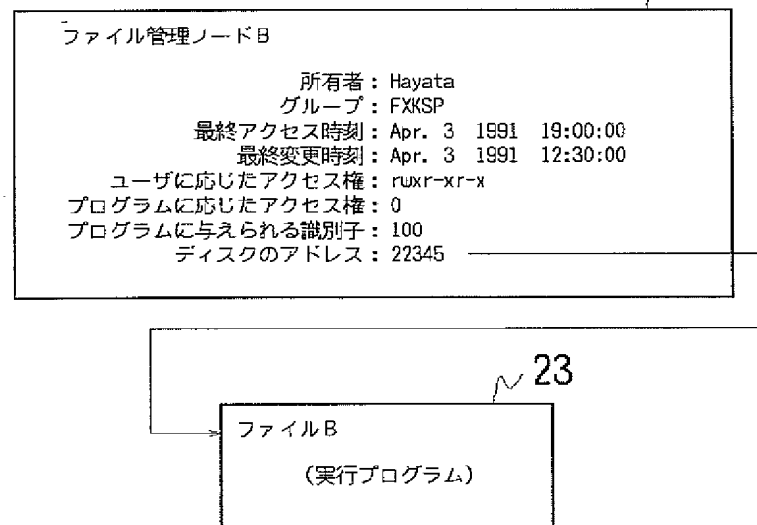 ファイル管理ノードB
所有者: Hayata
グループ: FXKSP
最終アクセス時刻: Apr. 3 1991 19:00:00
最終変更時刻: Apr. 3 1991 12:30:00
ユーザに応じたアクセス権: rwxr-xr-x
プログラムに応じたアクセス権: 0
プログラムに与えられる識別子: 100
ディスクのアドレス: 22345
23
ファイルB
(実行プログラム)